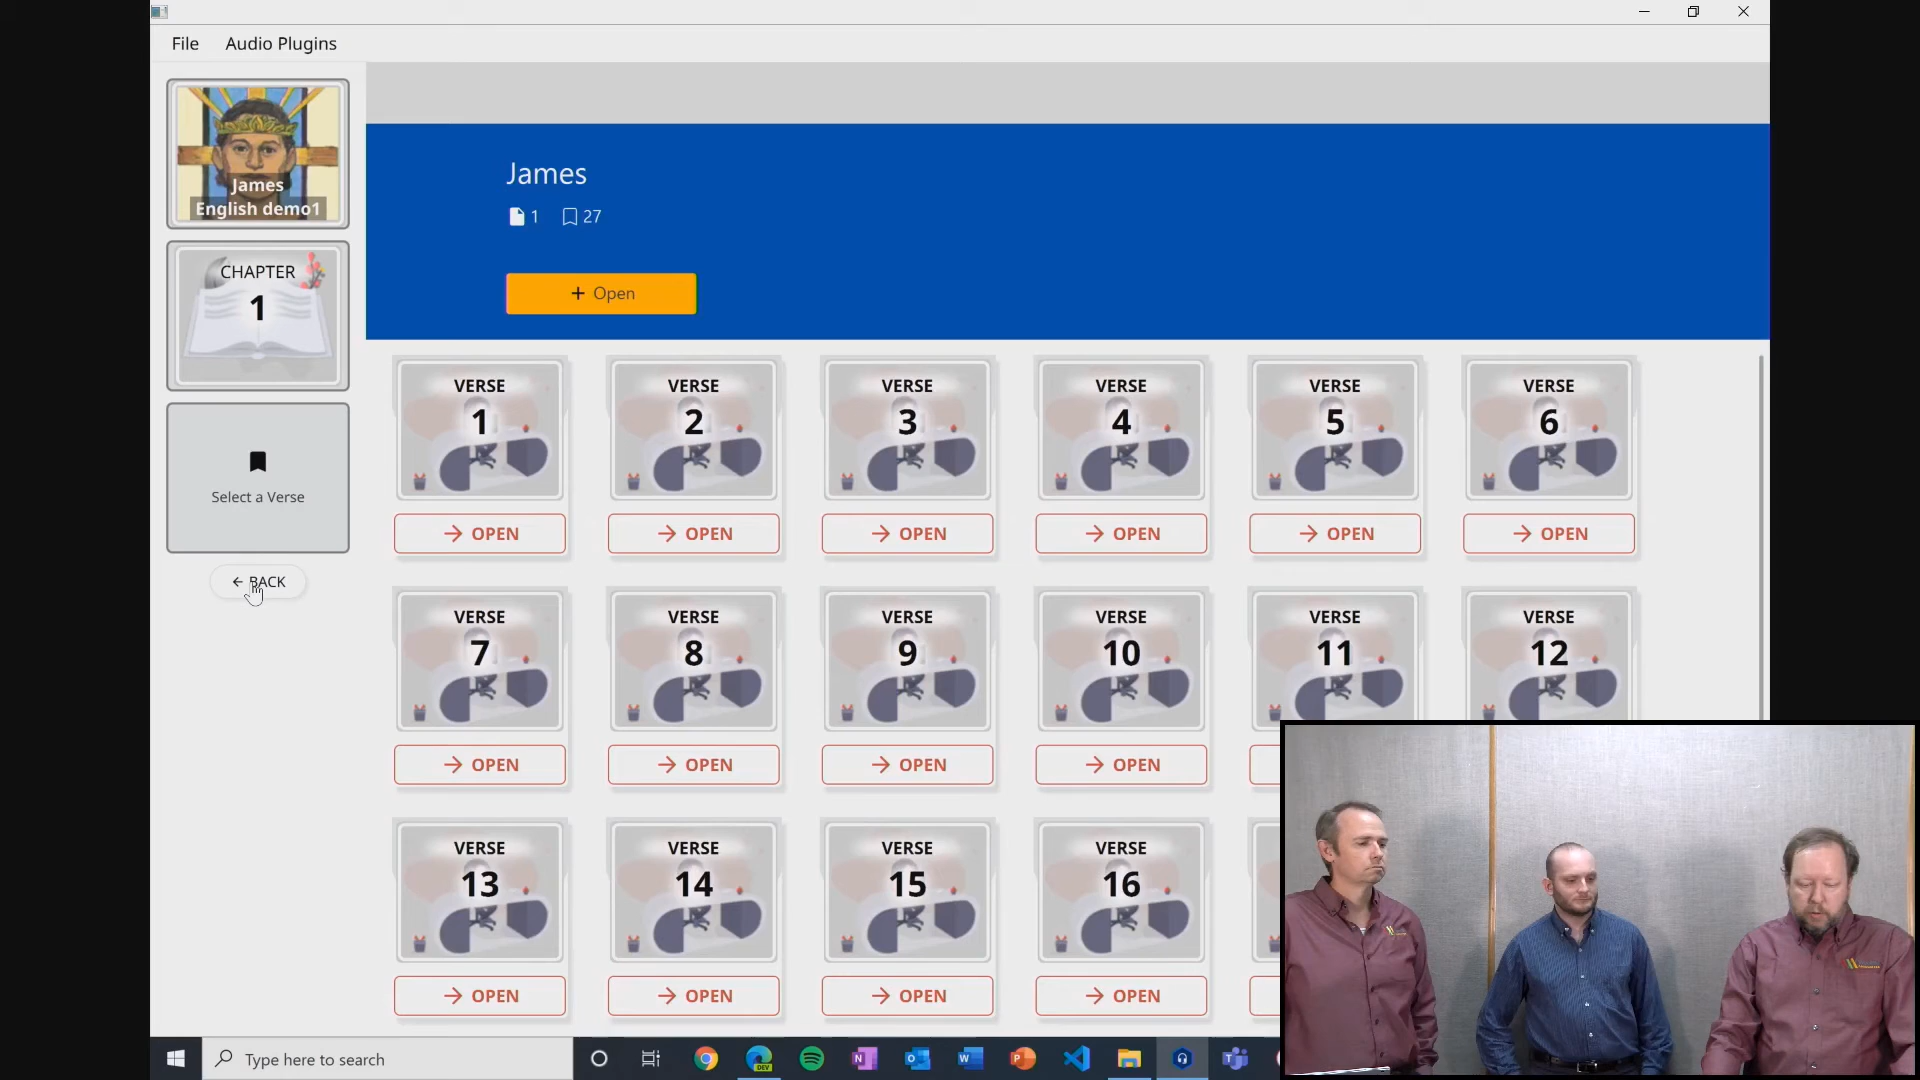 File Audio Plugins
James
English demo1
CHAPTER
1
Select a Verse
BACK
James
1 27
+ Open
VERSE VERSE VERSE VERSE VERSE VERSE
1 2 3 4 5 6
OPEN OPEN OPEN OPEN OPEN OPEN
VERSE VERSE VERSE VERSE VERSE VERSE
7 8 9 10 11 12
OPEN OPEN OPEN OPEN
VERSE VERSE VERSE VERSE
13 14 15 16
OPEN OPEN OPEN OPEN
Type here to search
DEV